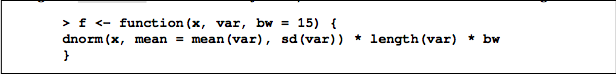 > f <- function(x, var, bw = 15) {
dnorm(x, mean = mean(var), sd(var)) * length(var) * bw
}